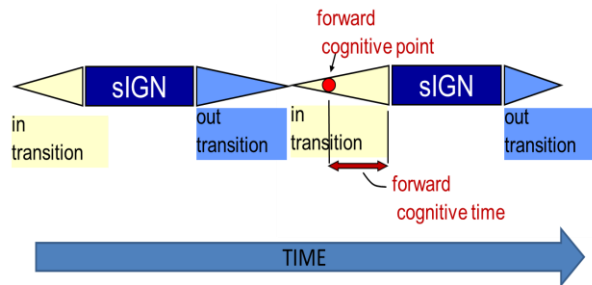 forward
cognitive point
sIGN
sIGN
in
transition
out
transition
in
transition
out
transition
forward
cognitive time
TIME